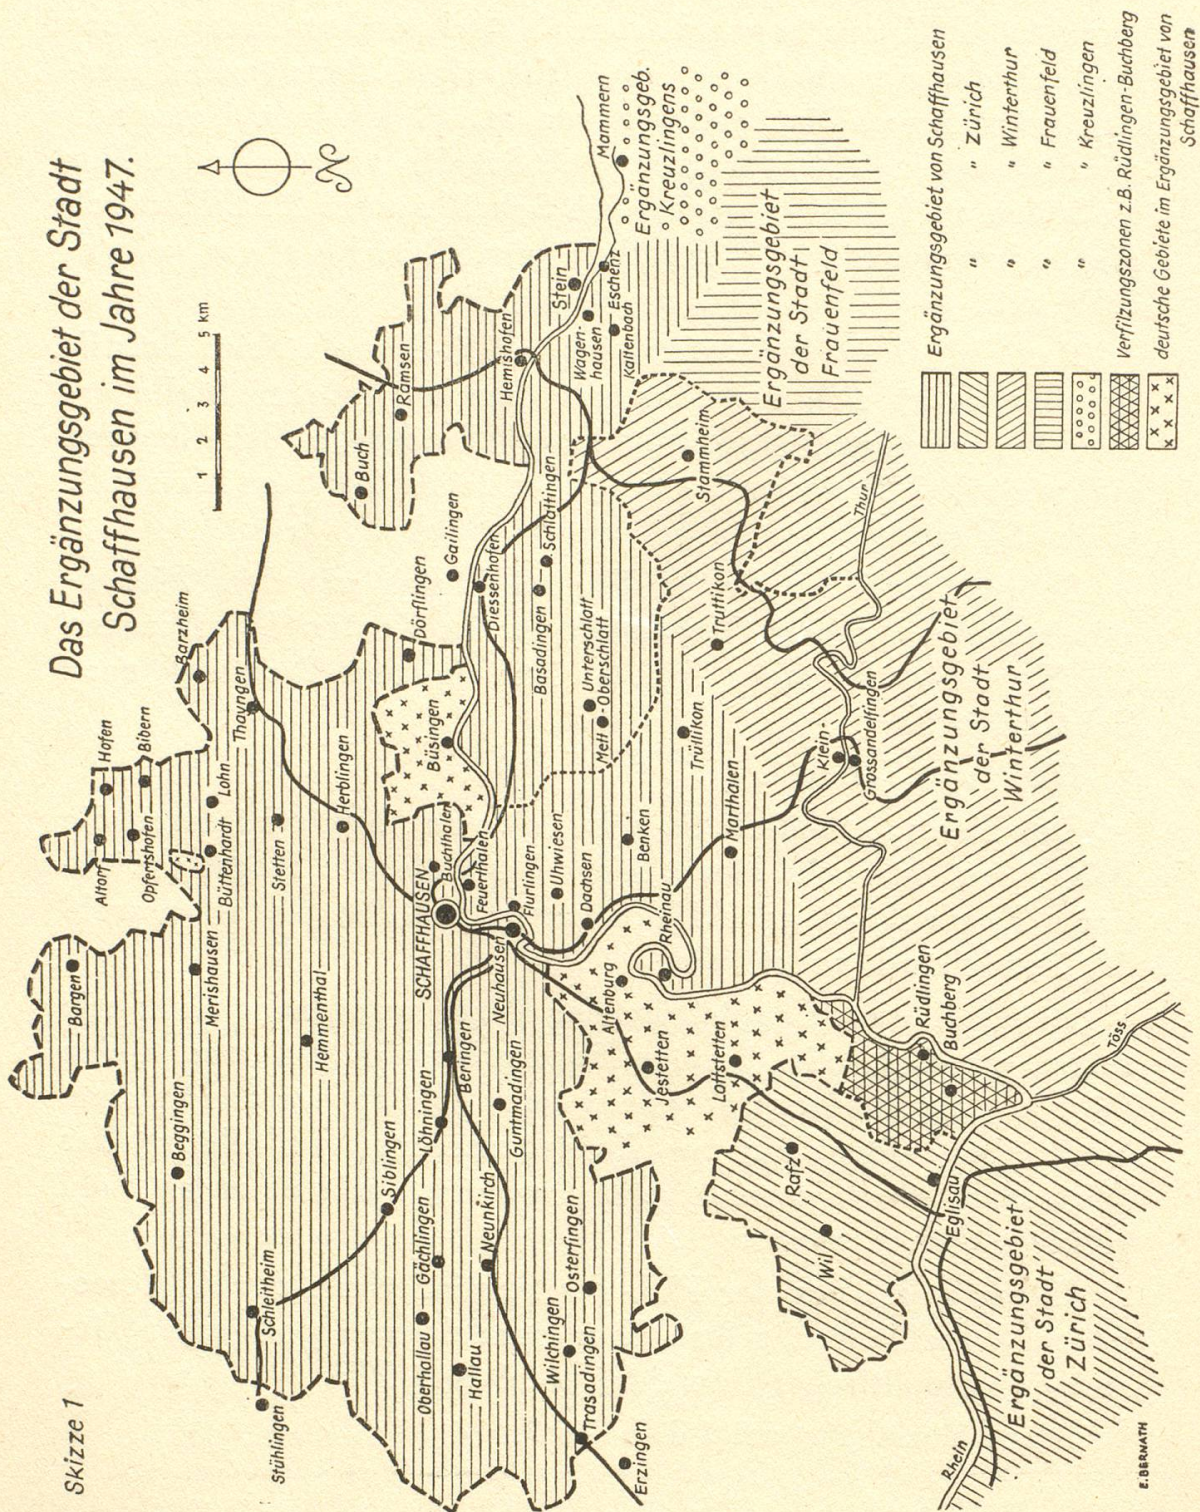 Skizze 1
Das Ergänzungsgebiet der Stadt
Schaffhausen im Jahre 1947.
1 2 3 4 5 km
Bargen
Altorf
Hofen
Opfertshofen
Bibern
Barzheim
Beggingen
Merishausen
Büttenhardt
Lohn
Thayngen
Stetten
Schleitheim
Stühlingen
Hemmenthal
Herblingen
Buch
Ramsen
Siblingen
Dörflingen
Gailingen
Büsingen
SCHAFFHAUSEN
Buchthalen
Feuerthalen
Oberhallau
Gächlingen
Löhningen
Beringen
Hallau
Neunkirch
Guntmadingen
Neuhausen
Flurlingen
Uhwiesen
Diessenhofen
Hemishofen
Stein
Mammern
Eschenz
Wagen-
hausen
Kaltenbach
Basadingen
Schlattingen
Unterschlatt
Mett Oberschlatt
Wilchingen
Osterfingen
Trasadingen
Erzingen
Dachsen
Benken
Altenburg
Rheinau
Jestetten
Lottstetten
Marthalen
Trüllikon
Truttikon
Stammheim
Ergänzungsgeb.
Kreuzlingens
Ergänzungsgebiet
der Stadt
Frauenfeld
Thur
Klein-
Grossandelfingen
Rafz
Wil
Eglisau
Rüdlingen
Buchberg
Töss
Rhein
Ergänzungsgebiet
der Stadt
Winterthur
Ergänzungsgebiet
der Stadt
Zürich
E. BERNATH
Ergänzungsgebiet von Schaffhausen
" " Zürich
" " Winterthur
" " Frauenfeld
" " Kreuzlingen
Verfilzungszonen z.B. Rüdlingen-Buchberg
deutsche Gebiete im Ergänzungsgebiet von
Schaffhausen